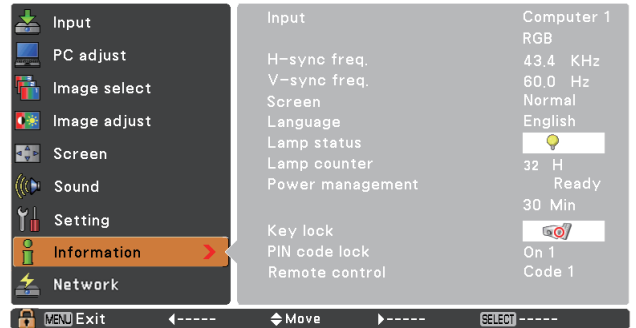 Input
PC adjust
Image select
Image adjust
Screen
Sound
Setting
Information
Network
Input Computer 1
RGB
H-sync freq. 43.4 KHz
V-sync freq. 60.0 Hz
Screen Normal
Language English
Lamp status
Lamp counter 32 H
Power management Ready
30 Min
Key lock
PIN code lock On 1
Remote control Code 1
MENU Exit ----- Move ----- SELECT -----